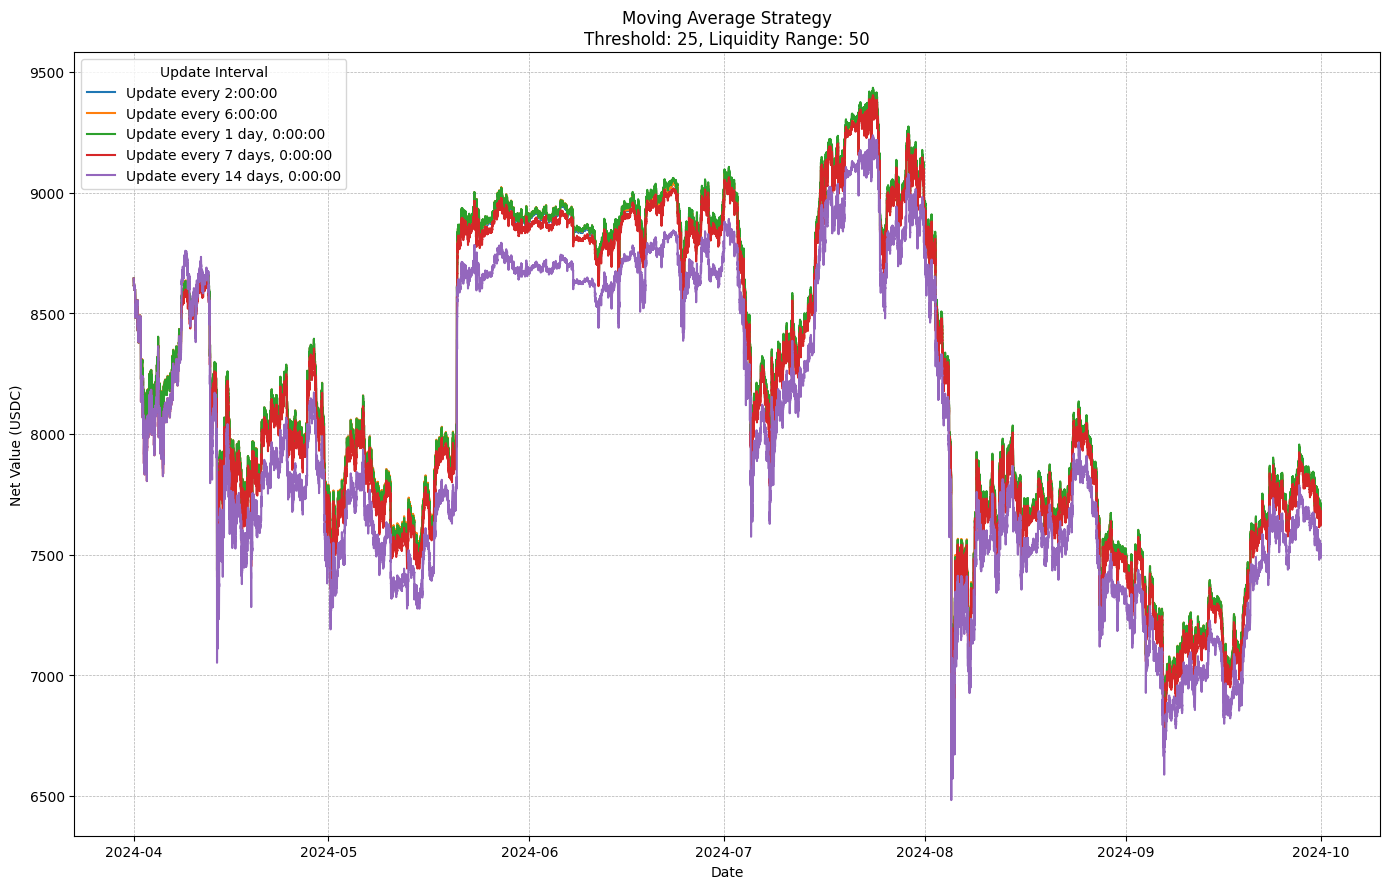 Moving Average Strategy
Threshold: 25, Liquidity Range: 50
Update Interval
Update every 2:00:00
Update every 6:00:00
Update every 1 day, 0:00:00
Update every 7 days, 0:00:00
Update every 14 days, 0:00:00
Net Value (USDC)
9500
9000
8500
8000
7500
7000
6500
2024-04
2024-05
2024-06
2024-07
2024-08
2024-09
2024-10
Date